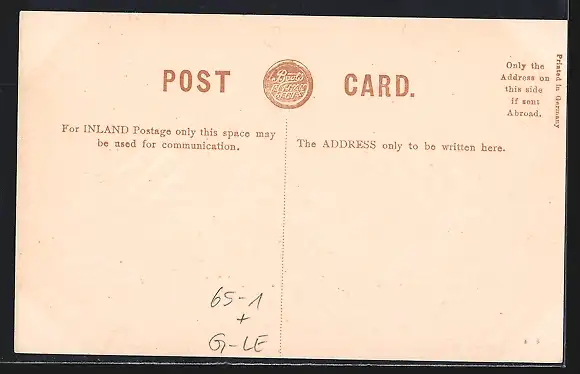 POST CARD.
Only the
Address on
this side
if sent
Abroad.
Printed in Germany
For INLAND Postage only this space may
be used for communication.
The ADDRESS only to be written here.
65-1
+
G-LE